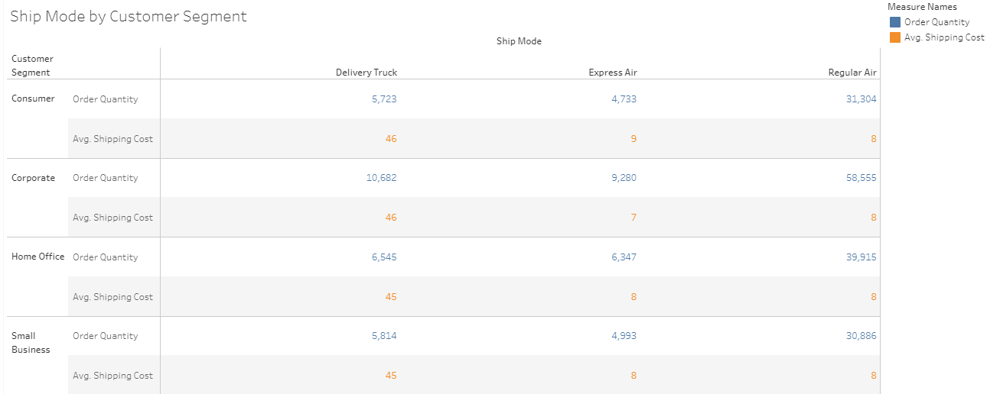 Ship Mode by Customer Segment
Measure Names
Order Quantity
Avg. Shipping Cost
Ship Mode
Customer
Segment
Delivery Truck Express Air Regular Air
Consumer Order Quantity 5,723 4,733 31,304
Avg. Shipping Cost 46 9 8
Corporate Order Quantity 10,682 9,280 58,555
Avg. Shipping Cost 46 7 8
Home Office Order Quantity 6,545 6,347 39,915
Avg. Shipping Cost 45 8 8
Small
Business
Order Quantity 5,814 4,993 30,886
Avg. Shipping Cost 45 8 8